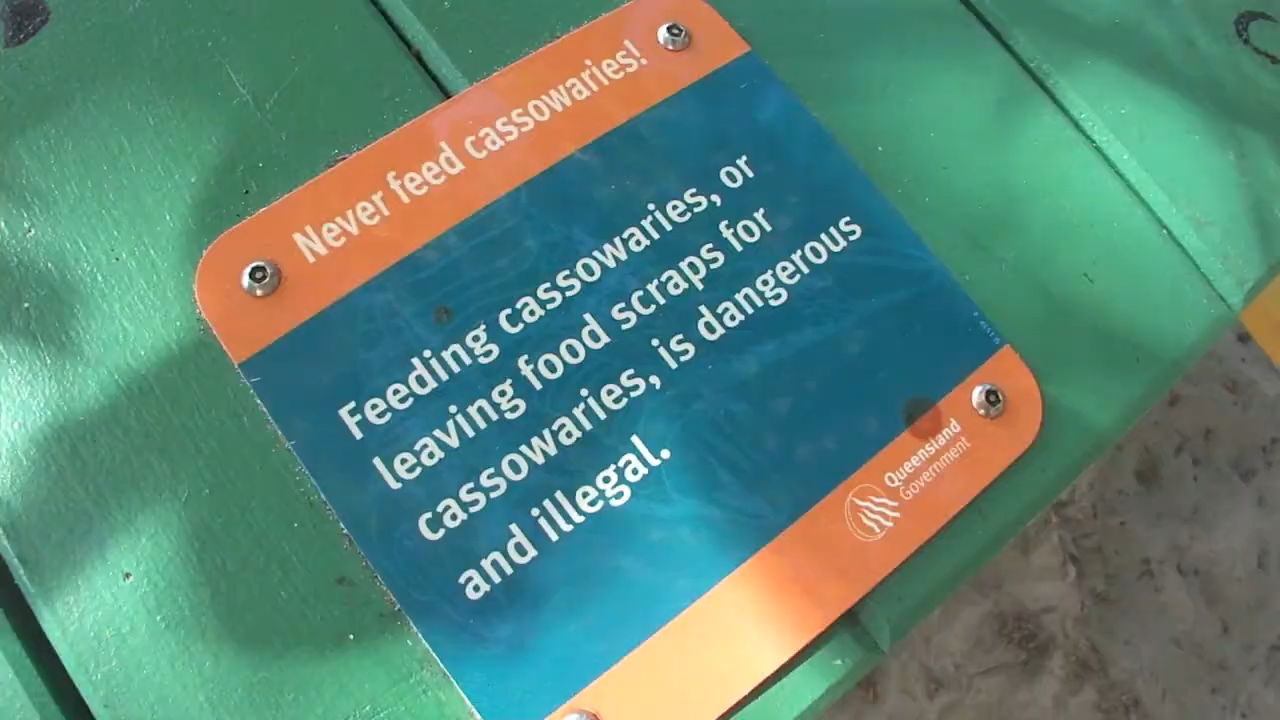 Never feed cassowaries!
Feeding cassowaries, or
leaving food scraps for
cassowaries, is dangerous
and illegal.
Queensland
Government